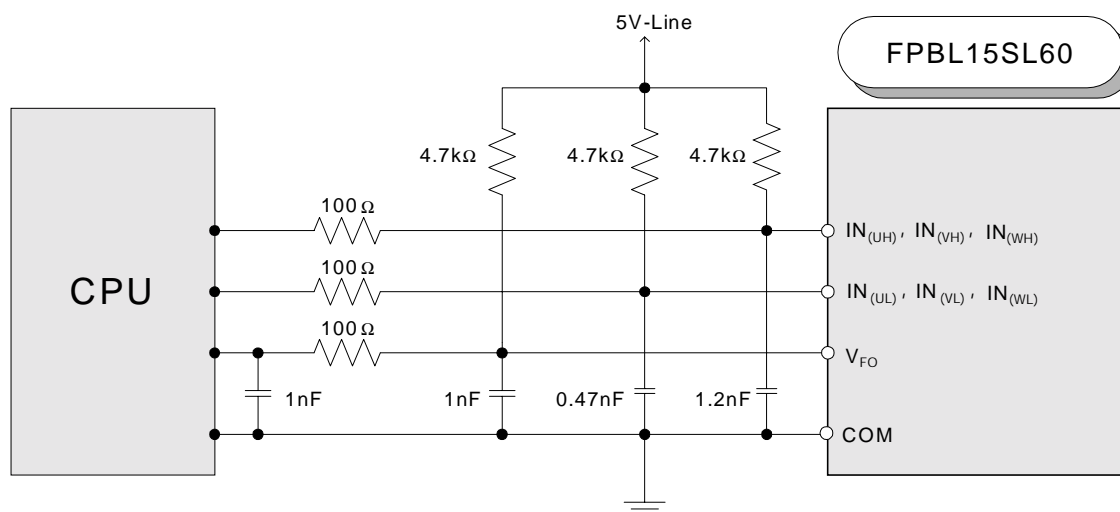 5V-Line
FPBL15SL60
4.7kΩ 4.7kΩ 4.7kΩ
100Ω
IN(UH) , IN(VH) , IN(WH)
CPU
100Ω
IN(UL) , IN(VL) , IN(WL)
100Ω
VFO
1nF 1nF 0.47nF 1.2nF
COM